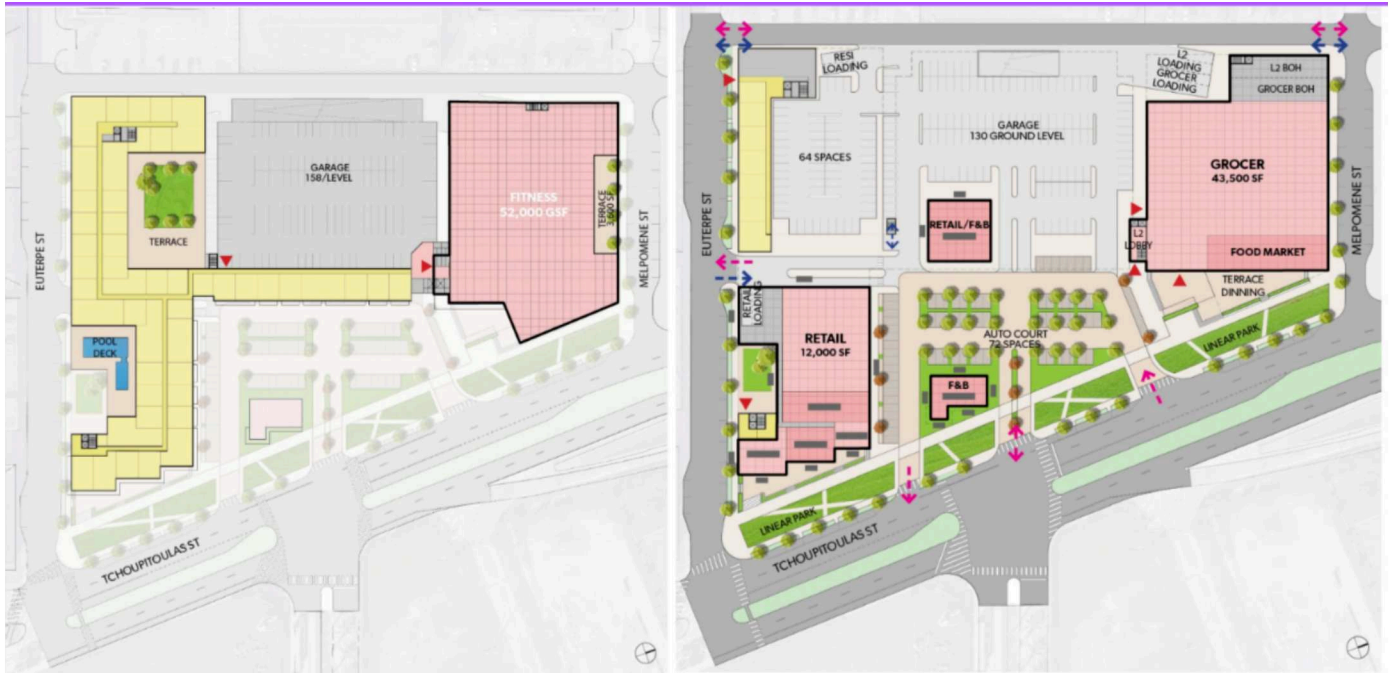 GARAGE
158/LEVEL
FITNESS
52,000 GSF
TERRACE
TERRACE
EUTERPE ST
MELPOMENE ST
POOL
DECK
TCHOUPITOULAS ST
RESI
LOADING
L2
LOADING
GROCER
LOADING
L2 BOH
GROCER BOH
GARAGE
130 GROUND LEVEL
64 SPACES
GROCER
43,500 SF
EUTERPE ST
MELPOMENE ST
RETAIL/F&B
L2
LOBBY
FOOD MARKET
TERRACE
DINNING
RETAIL
LOADING
RETAIL
12,000 SF
AUTO COURT
72 SPACES
LINEAR PARK
F&B
LINEAR PARK
TCHOUPITOULAS ST